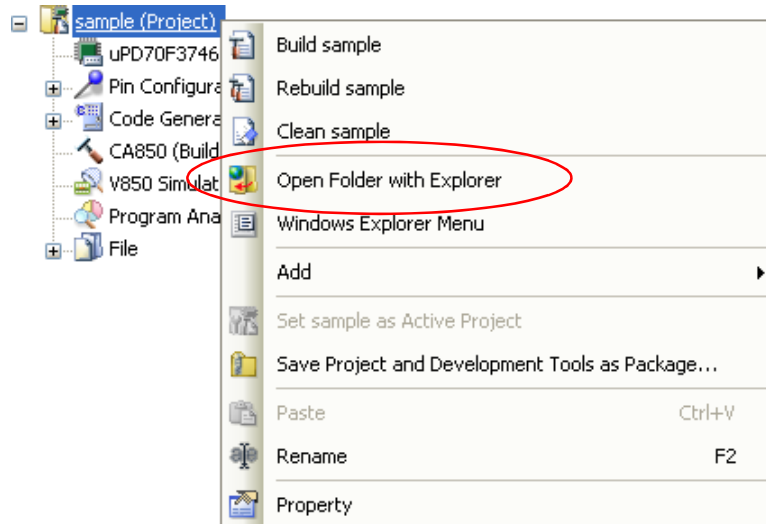 sample (Project)
uPD70F3746
Pin Configura
Code Genera
CA850 (Build
V850 Simulat
Program Ana
File
Build sample
Rebuild sample
Clean sample
Open Folder with Explorer
Windows Explorer Menu
Add
Set sample as Active Project
Save Project and Development Tools as Package...
Paste Ctrl+V
Rename F2
Property